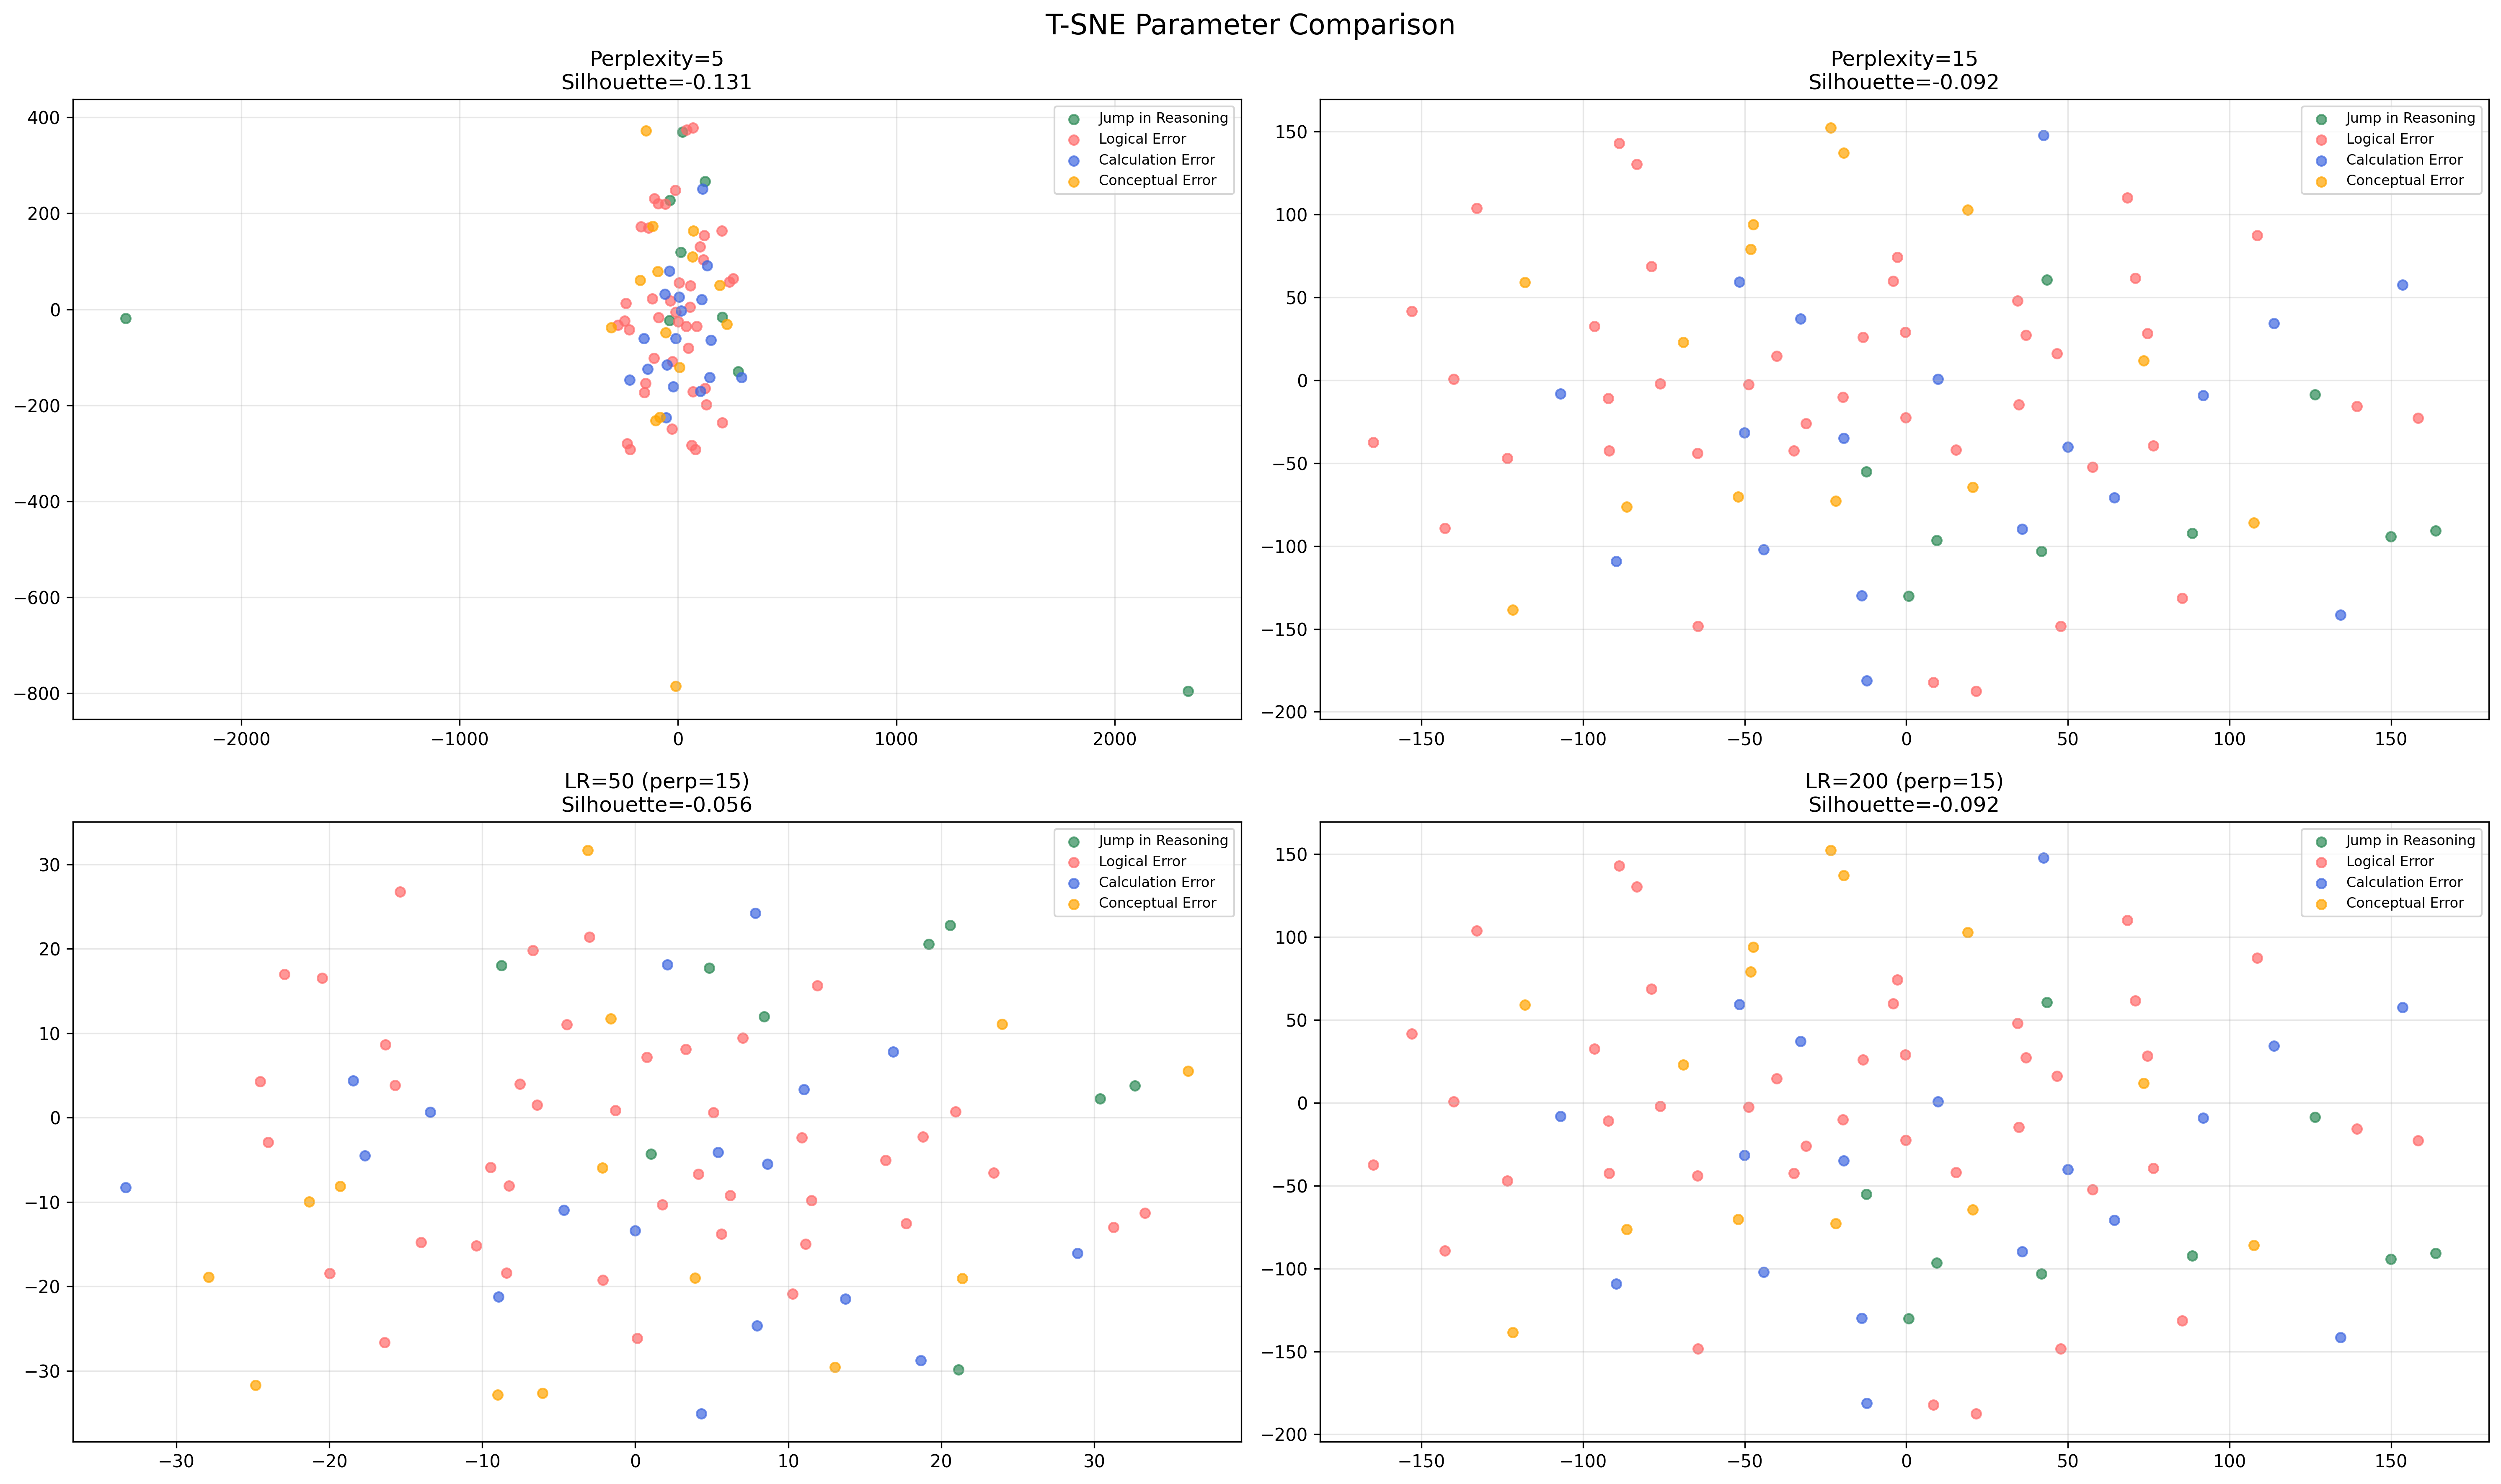 T-SNE Parameter Comparison
Perplexity=5
Silhouette=-0.131
Jump in Reasoning
Logical Error
Calculation Error
Conceptual Error
400
200
0
−200
−400
−600
−800
−2000
−1000
0
1000
2000
Perplexity=15
Silhouette=-0.092
Jump in Reasoning
Logical Error
Calculation Error
Conceptual Error
150
100
50
0
−50
−100
−150
−200
−150
−100
−50
0
50
100
150
LR=50 (perp=15)
Silhouette=-0.056
Jump in Reasoning
Logical Error
Calculation Error
Conceptual Error
30
20
10
0
−10
−20
−30
−30
−20
−10
0
10
20
30
LR=200 (perp=15)
Silhouette=-0.092
Jump in Reasoning
Logical Error
Calculation Error
Conceptual Error
150
100
50
0
−50
−100
−150
−200
−150
−100
−50
0
50
100
150